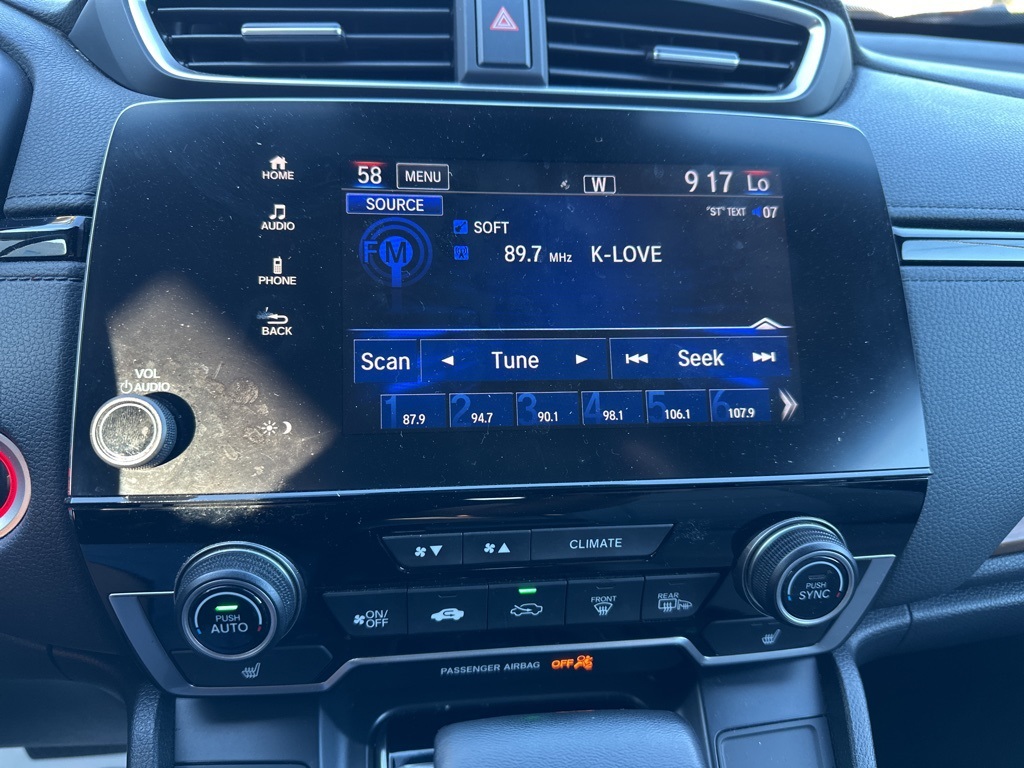 58 MENU W 9 17 Lo
SOURCE "ST" TEXT 07
HOME
AUDIO
PHONE
BACK
VOL
AUDIO
FM SOFT
89.7 MHz K-LOVE
Scan Tune Seek
1 87.9 2 94.7 3 90.1 4 98.1 5 106.1 6 107.9
CLIMATE
PUSH
AUTO
ON/
OFF
FRONT
REAR
PUSH
SYNC
PASSENGER AIRBAG OFF